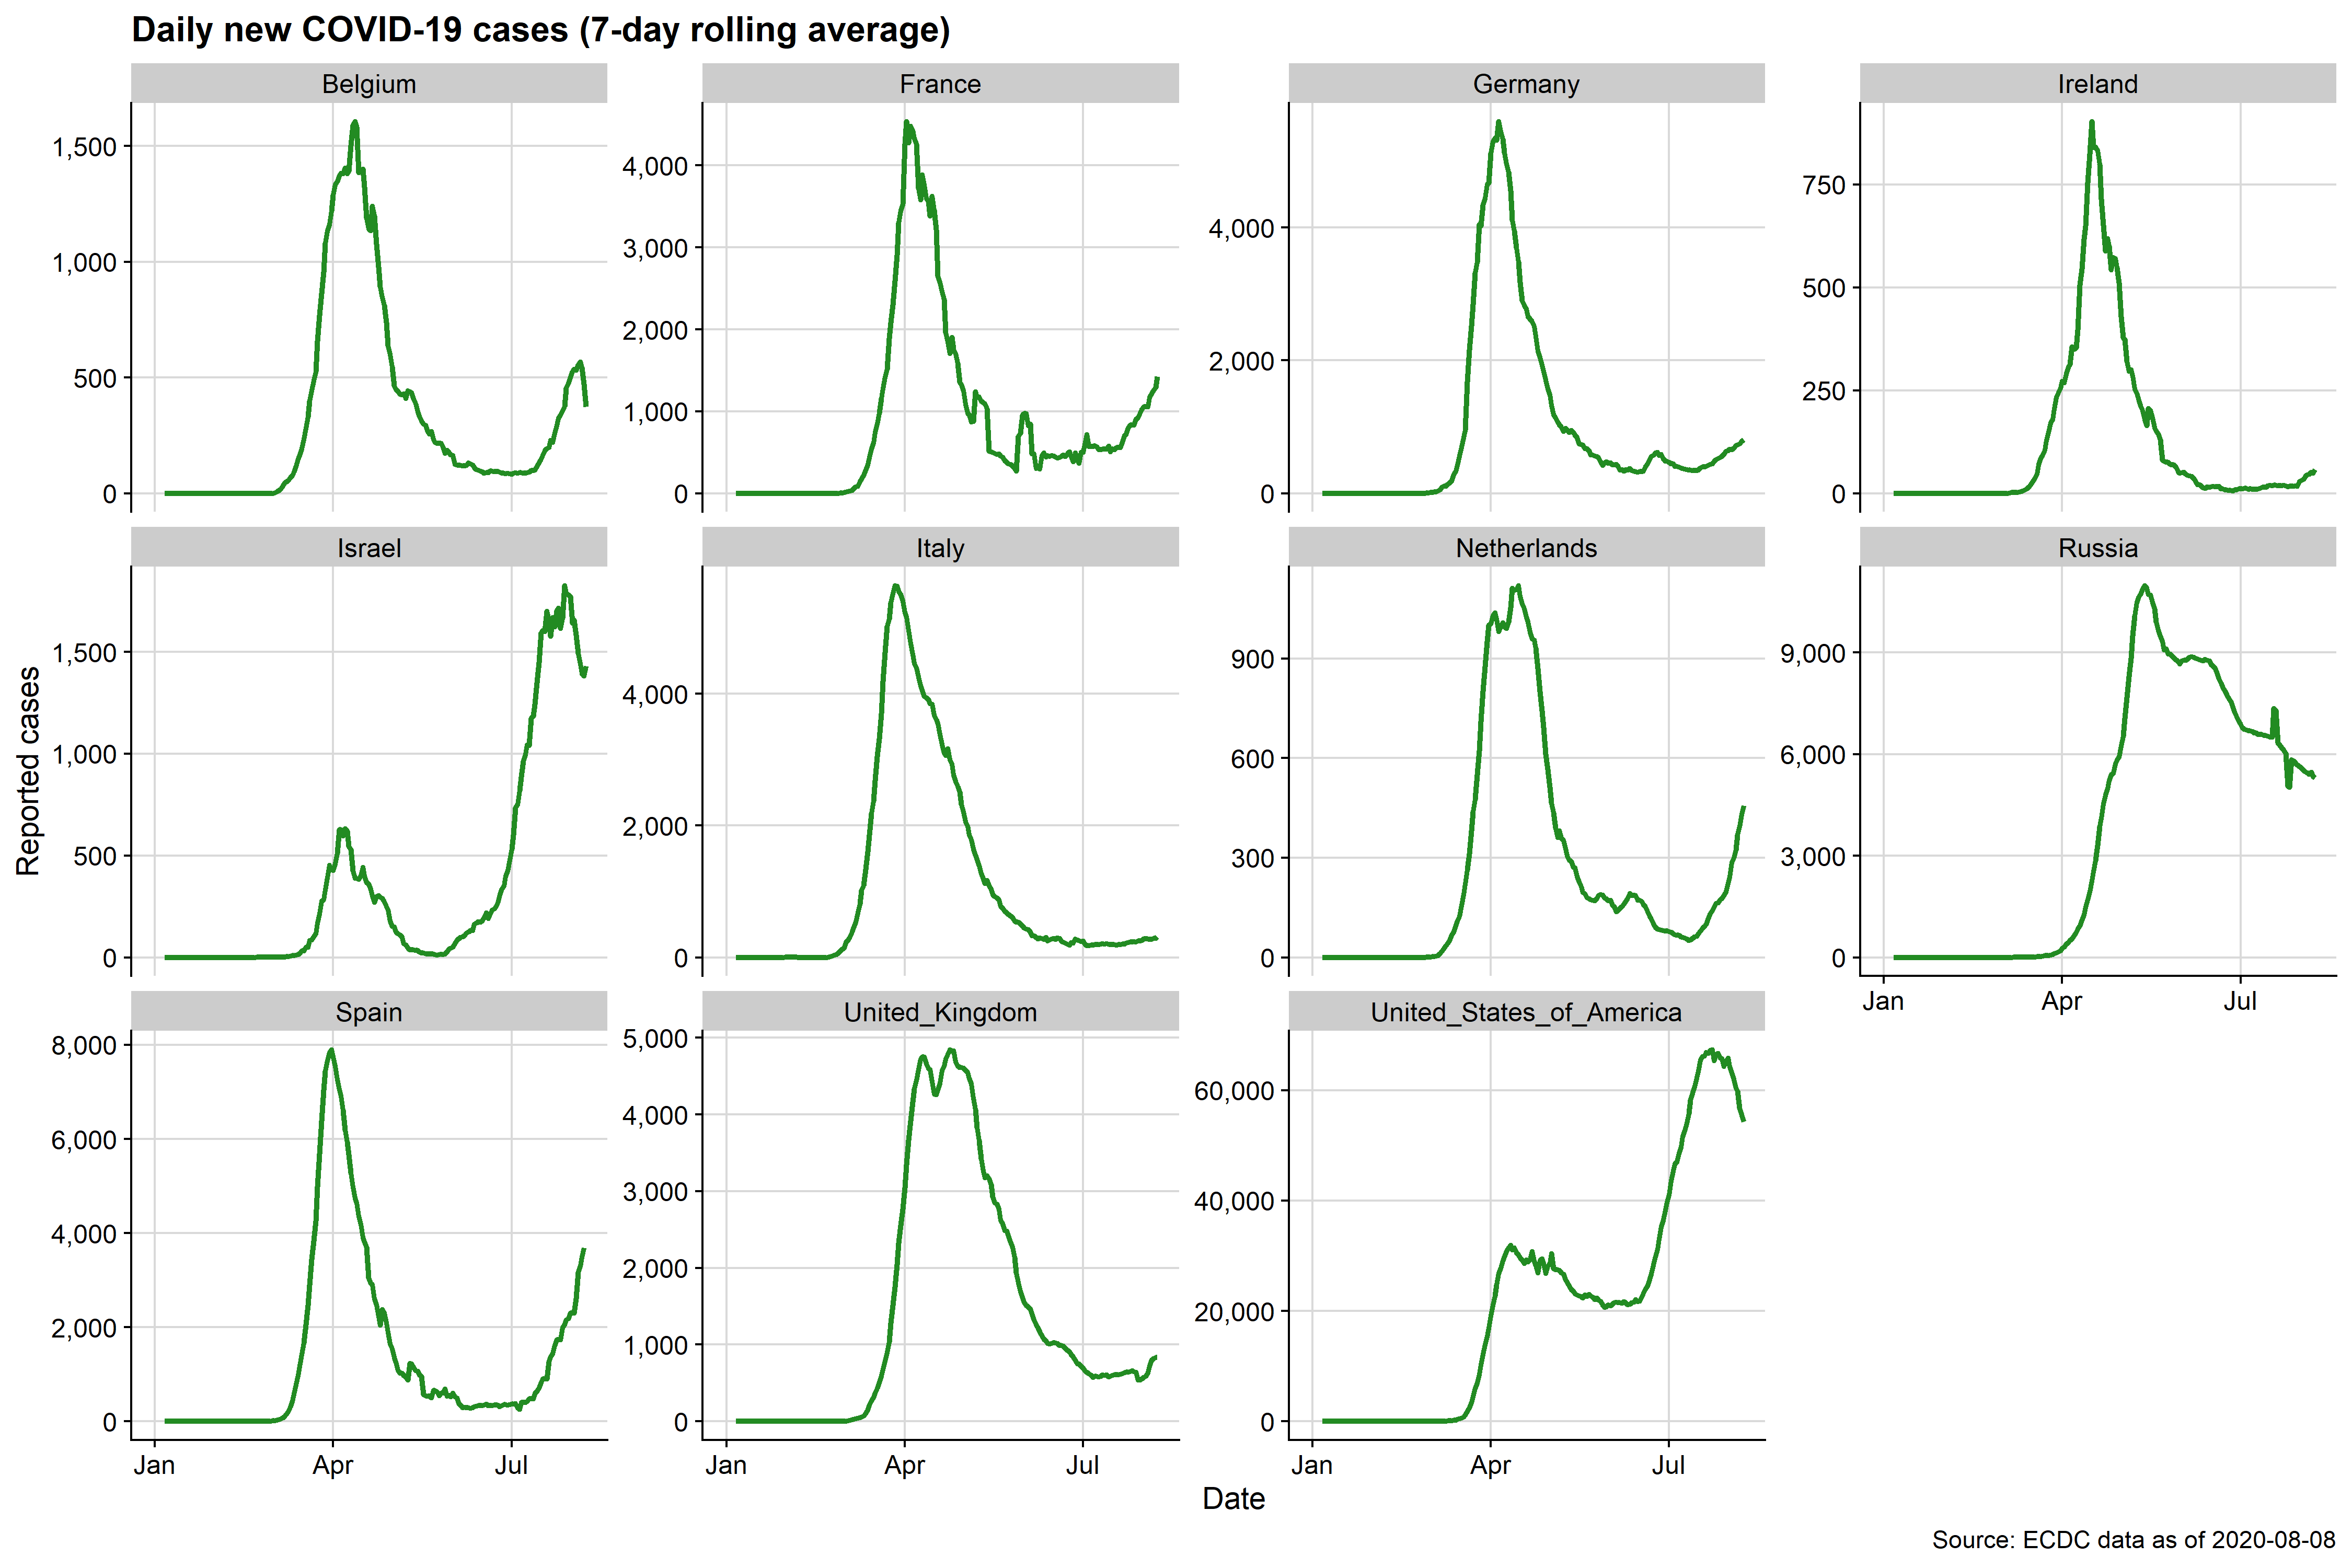 Daily new COVID-19 cases (7-day rolling average)
Belgium
France
Germany
Ireland
1,500
1,000
500
0
4,000
3,000
2,000
1,000
0
4,000
2,000
0
750
500
250
0
Israel
Italy
Netherlands
Russia
1,500
1,000
500
0
4,000
2,000
0
900
600
300
0
9,000
6,000
3,000
0
Jan
Apr
Jul
Reported cases
Spain
United_Kingdom
United_States_of_America
8,000
6,000
4,000
2,000
0
5,000
4,000
3,000
2,000
1,000
0
60,000
40,000
20,000
0
Jan
Apr
Jul
Jan
Apr
Jul
Jan
Apr
Jul
Date
Source: ECDC data as of 2020-08-08